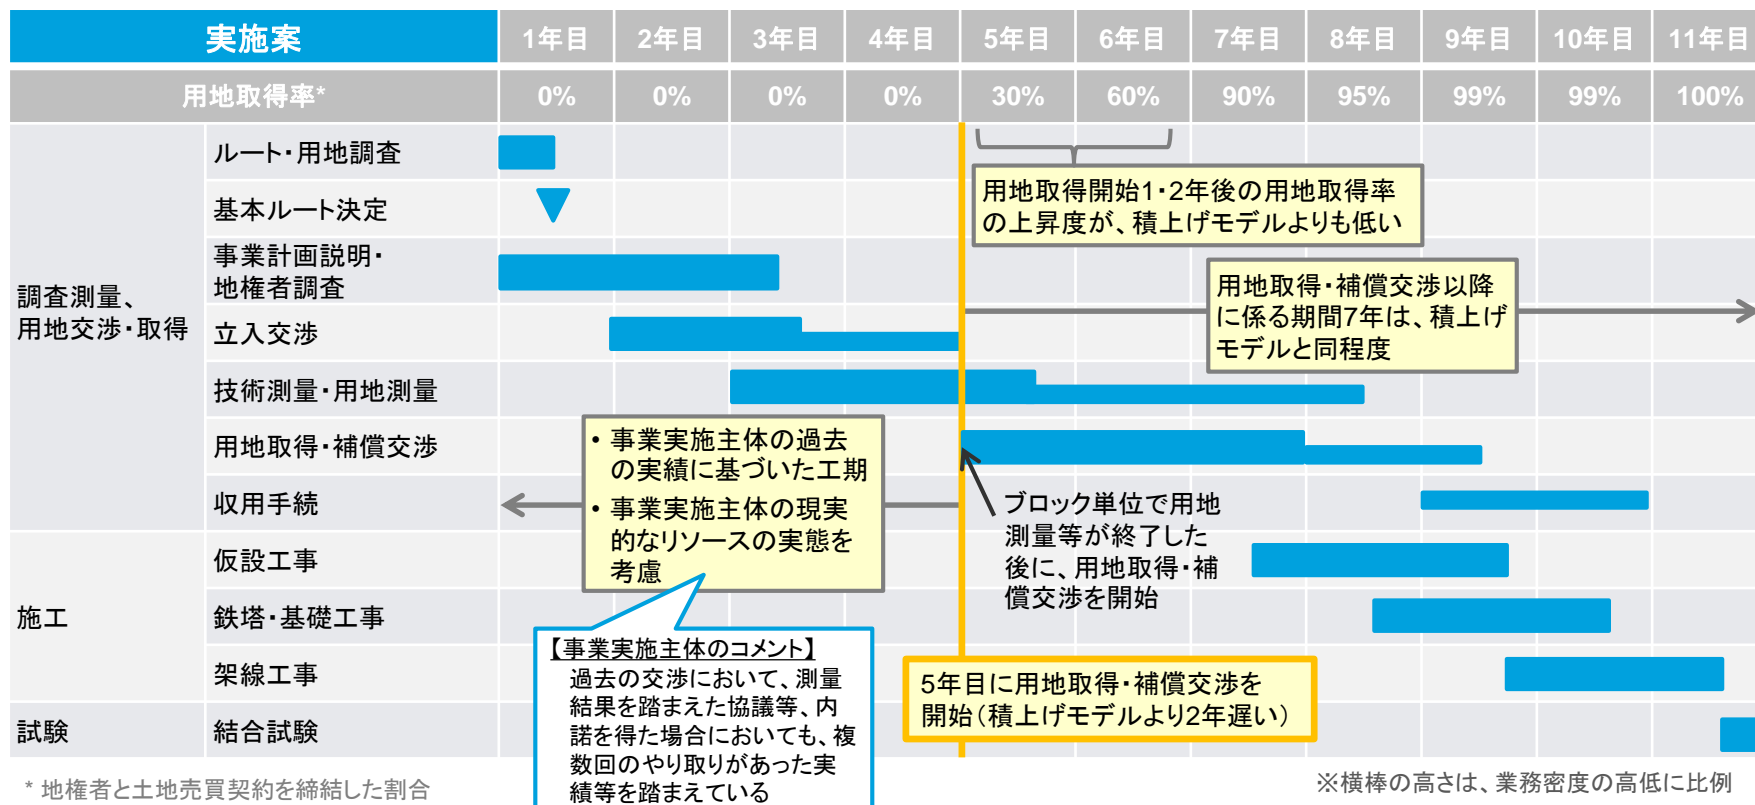 実施案 1年目 2年目 3年目 4年目 5年目 6年目 7年目 8年目 9年目 10年目 11年目
用地取得率* 0% 0% 0% 0% 30% 60% 90% 95% 99% 99% 100%
調査測量、
用地交渉・取得
ルート・用地調査
基本ルート決定
事業計画説明・
地権者調査
立入交渉
技術測量・用地測量
用地取得・補償交渉
収用手続
施工
仮設工事
鉄塔・基礎工事
架線工事
試験
結合試験
用地取得開始1・2年後の用地取得率
の上昇度が、積上げモデルよりも低い
用地取得・補償交渉以降
に係る期間7年は、積上げ
モデルと同程度
• 事業実施主体の過去
の実績に基づいた工期
• 事業実施主体の現実
的なリソースの実態を
考慮
ブロック単位で用地
測量等が終了した
後に、用地取得・補
償交渉を開始
【事業実施主体のコメント】
過去の交渉において、測量
結果を踏まえた協議等、内
諾を得た場合においても、複
数回のやり取りがあった実
績等を踏まえている
5年目に用地取得・補償交渉を
開始(積上げモデルより2年遅い)
* 地権者と土地売買契約を締結した割合
※横棒の高さは、業務密度の高低に比例